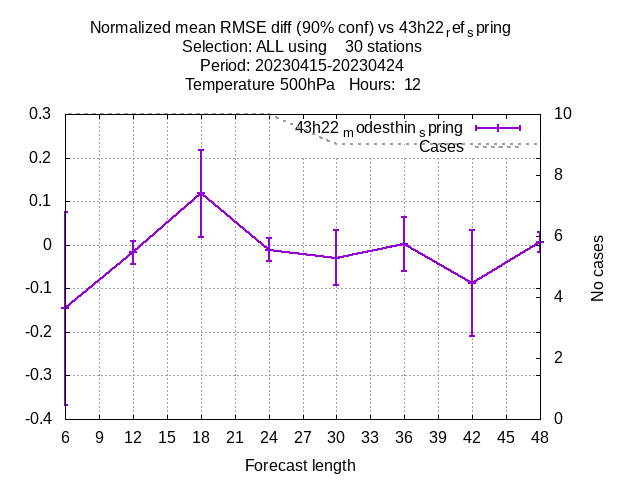 Normalized mean RMSE diff (90% conf) vs 43h22refspring
Selection: ALL using 30 stations
Period: 20230415-20230424
Temperature 500hPa Hours: 12
43h22modesthinspring
Cases
0.3
0.2
0.1
0
-0.1
-0.2
-0.3
-0.4
10
8
6
4
2
0
No cases
6 9 12 15 18 21 24 27 30 33 36 39 42 45 48
Forecast length